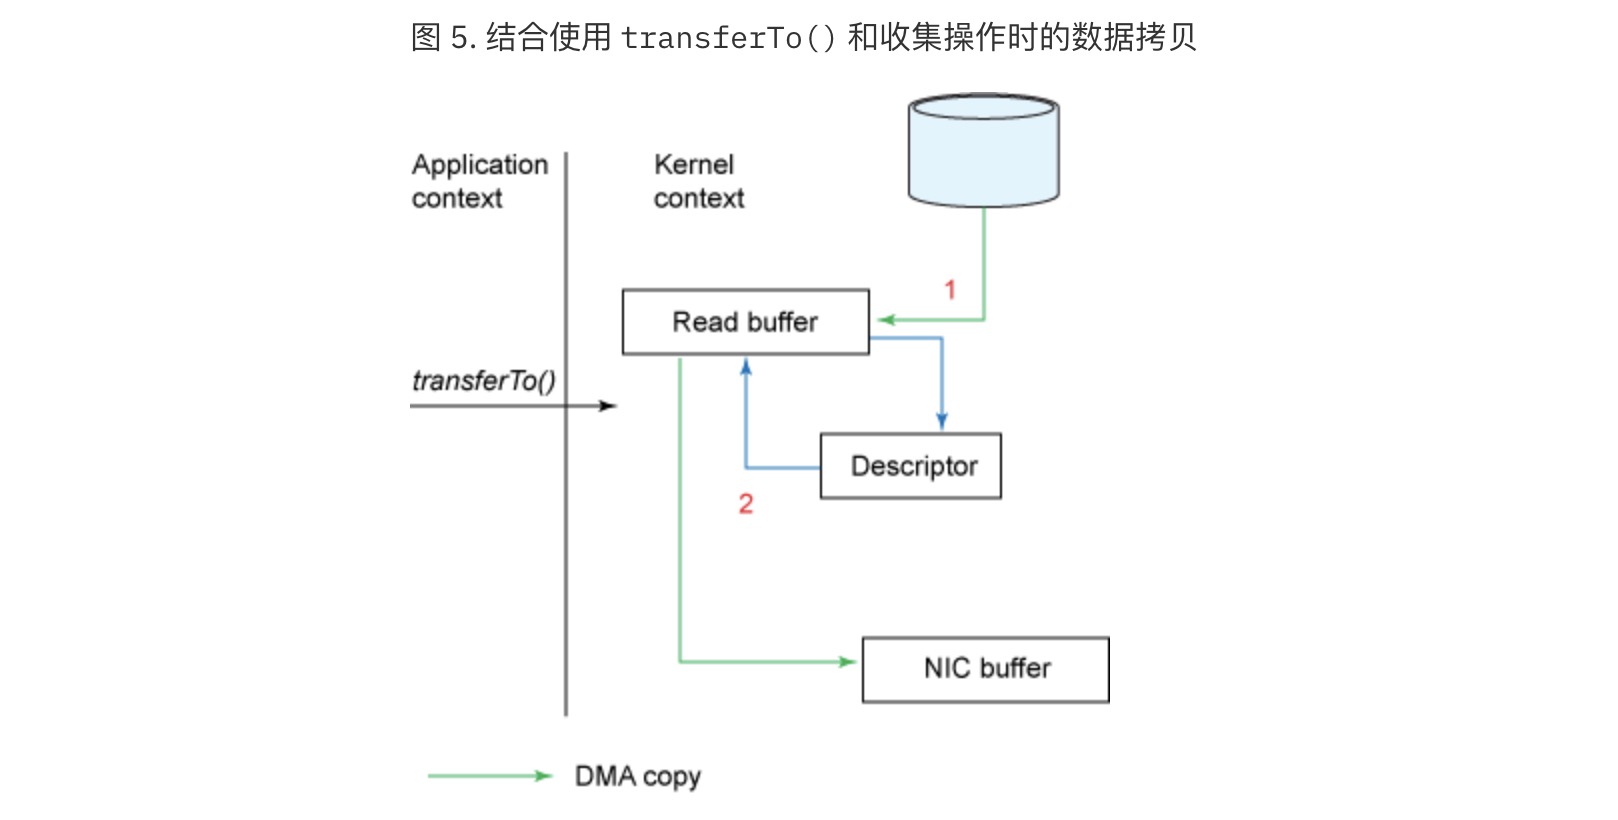 图 5. 结合使用 transferTo() 和收集操作时的数据拷贝
Application
context
Kernel
context
1
Read buffer
transferTo()
Descriptor
2
NIC buffer
DMA copy